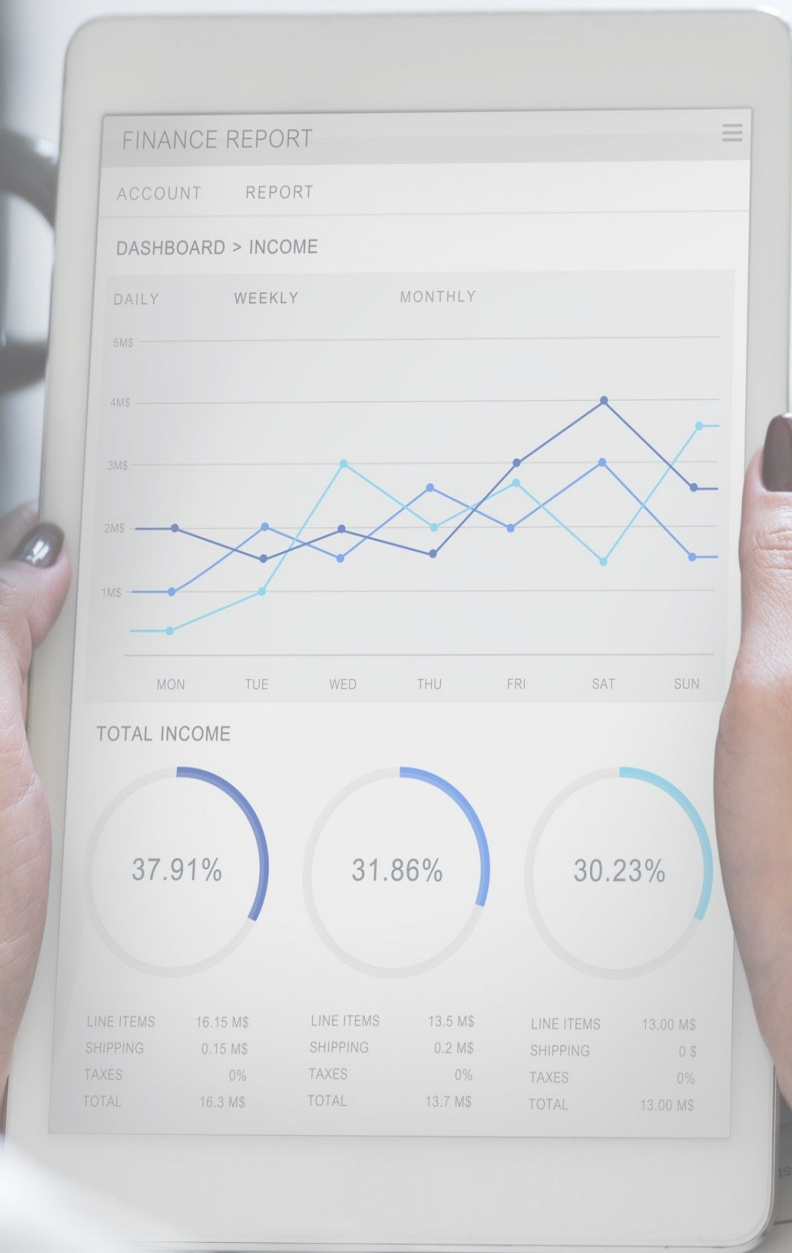 FINANCE REPORT
ACCOUNT REPORT
DASHBOARD > INCOME
DAILY WEEKLY MONTHLY
5M$
4M$
3M$
2M$
1M$
MON TUE WED THU FRI SAT SUN
TOTAL INCOME
37.91% 31.86% 30.23%
LINE ITEMS 16.15 M$ LINE ITEMS 13.5 M$ LINE ITEMS 13.00 M$
SHIPPING 0.15 M$ SHIPPING 0.2 M$ SHIPPING 0 $
TAXES 0% TAXES 0% TAXES 0%
TOTAL 16.3 M$ TOTAL 13.7 M$ TOTAL 13.00 M$